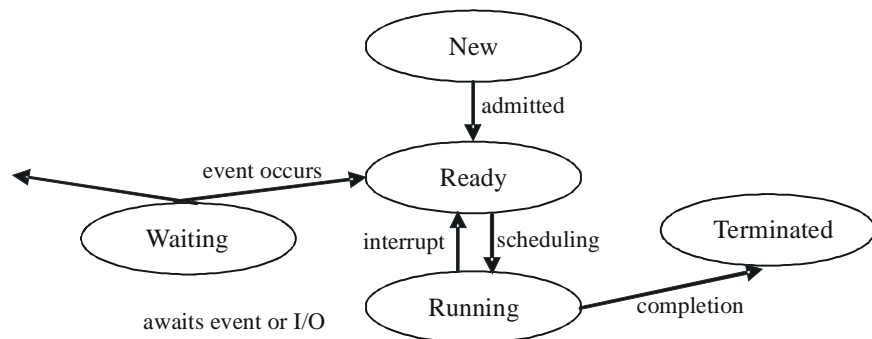 New
admitted
event occurs
Ready
Waiting
interrupt
scheduling
Terminated
Running
completion
awaits event or I/O